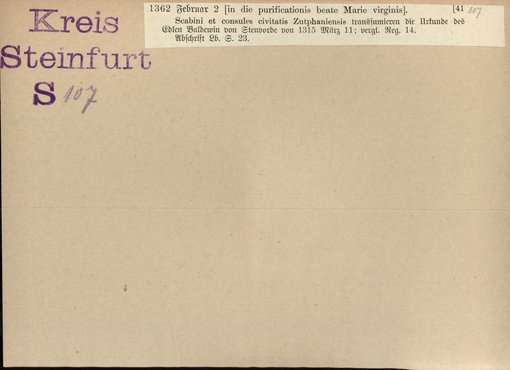 Kreis
Steinfurt
S 107
1362 Februar 2 [in die purificationis beate Marie virginis]. [41 107
Scabini et consules civitatis Zutphaniensis transsumieren die Urkunde des
Edlen Baldewin von Stenvorde von 1315 März 11; vergl. Reg. 14.
Abschrift Lb. S. 23.